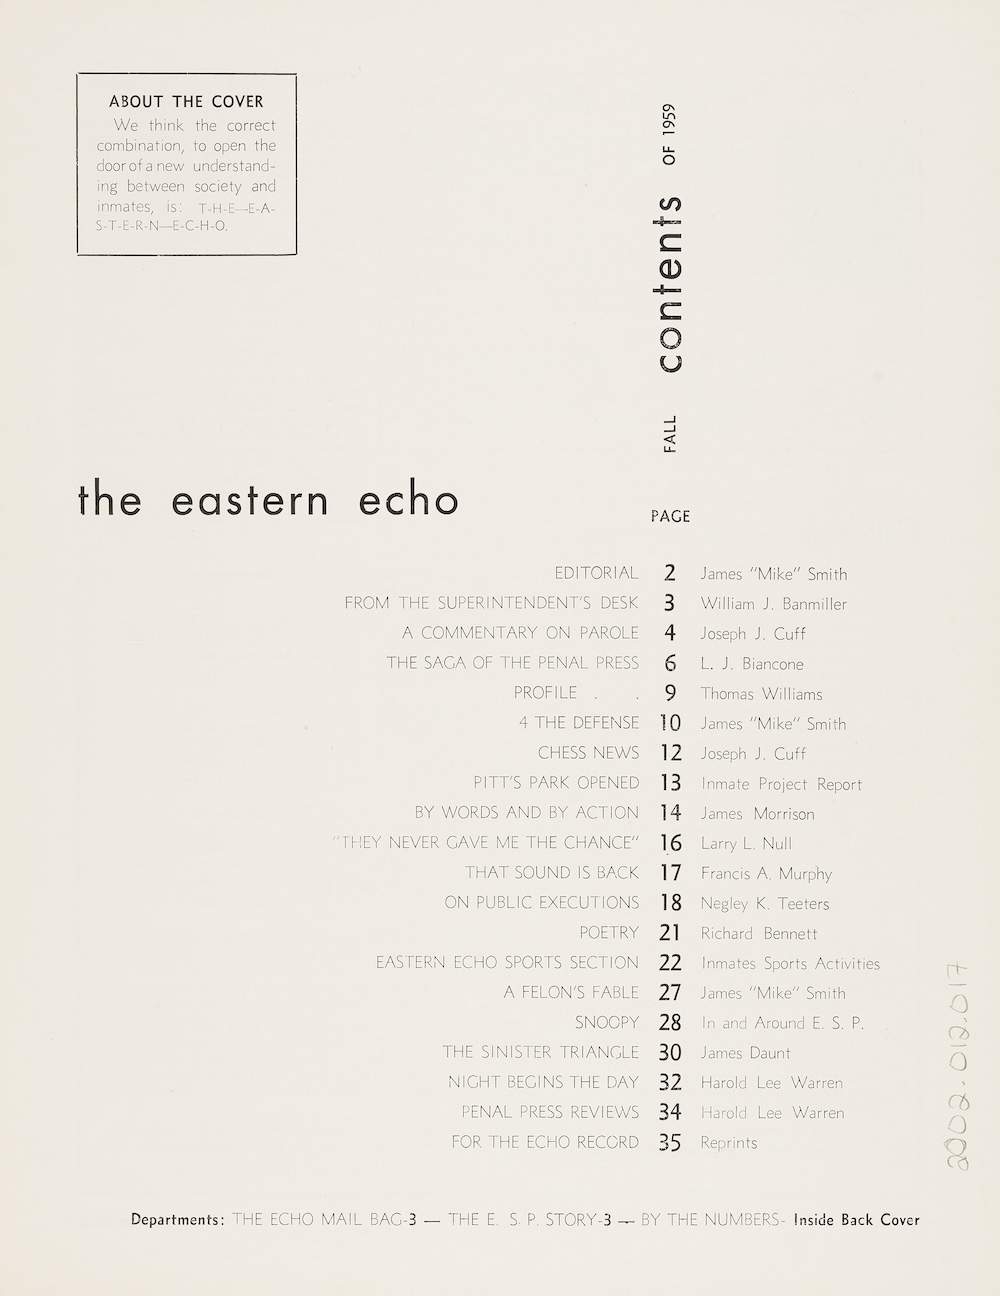 ABOUT THE COVER
We think the correct
combination, to open the
door of a new understand-
ing between society and
inmates, is: T-H-E—E-A-
S-T-E-R-N—E-C-H-O.
FALL contents OF 1959
the eastern echo
PAGE
EDITORIAL 2 James "Mike" Smith
FROM THE SUPERINTENDENT'S DESK 3 William J. Banmiller
A COMMENTARY ON PAROLE 4 Joseph J. Cuff
THE SAGA OF THE PENAL PRESS 6 L. J. Biancone
PROFILE . . 9 Thomas Williams
4 THE DEFENSE 10 James "Mike" Smith
CHESS NEWS 12 Joseph J. Cuff
PITT'S PARK OPENED 13 Inmate Project Report
BY WORDS AND BY ACTION 14 James Morrison
"THEY NEVER GAVE ME THE CHANCE" 16 Larry L. Null
THAT SOUND IS BACK 17 Francis A. Murphy
ON PUBLIC EXECUTIONS 18 Negley K. Teeters
POETRY 21 Richard Bennett
EASTERN ECHO SPORTS SECTION 22 Inmates Sports Activities
A FELON'S FABLE 27 James "Mike" Smith
SNOOPY 28 In and Around E. S. P.
THE SINISTER TRIANGLE 30 James Daunt
NIGHT BEGINS THE DAY 32 Harold Lee Warren
PENAL PRESS REVIEWS 34 Harold Lee Warren
FOR THE ECHO RECORD 35 Reprints
Departments: THE ECHO MAIL BAG-3 — THE E. S. P. STORY-3 — BY THE NUMBERS- Inside Back Cover
2002.012.017